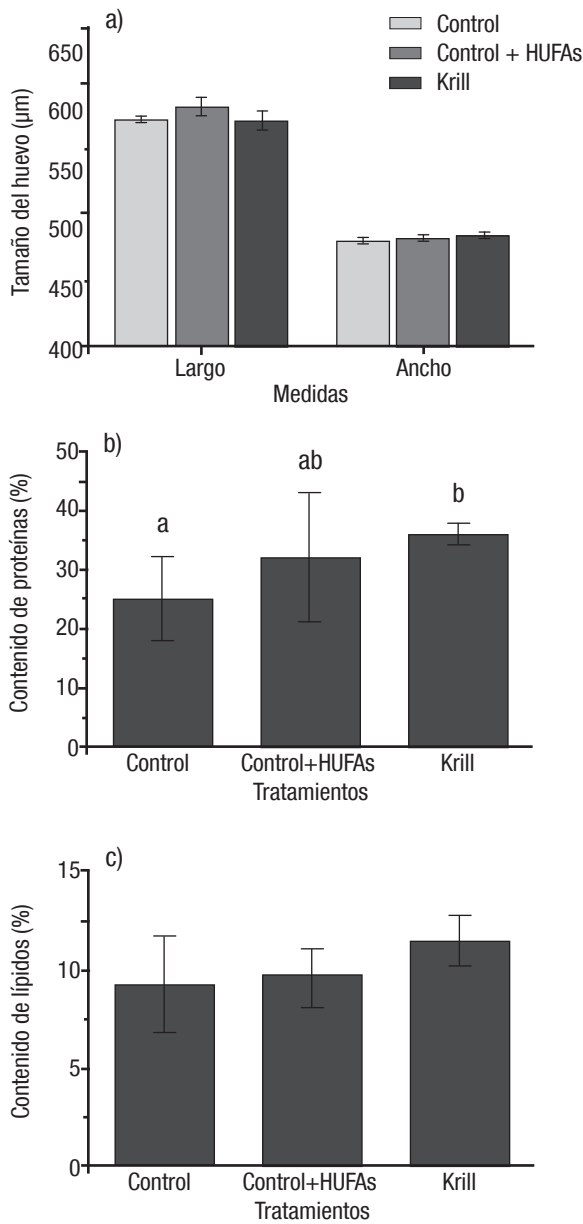 a)
Control
Control + HUFAs
Krill
Tamaño del huevo (µm)
650
600
550
500
450
400
Largo
Ancho
Medidas
b)
Contenido de proteínas (%)
50
40
30
20
10
0
a
ab
b
Control
Control+HUFAs
Krill
Tratamientos
c)
Contenido de lípidos (%)
15
10
5
0
Control
Control+HUFAs
Krill
Tratamientos